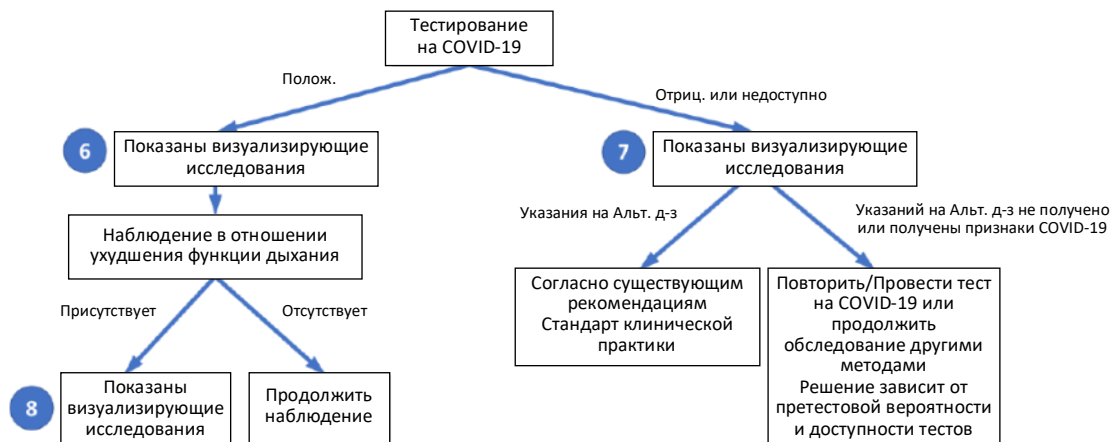 Тестирование
на COVID-19
Полож.
Отриц. или недоступно
6
Показаны визуализирующие
исследования
7
Показаны визуализирующие
исследования
Указания на Альт. д-з
Указаний на Альт. д-з не получено
или получены признаки COVID-19
Наблюдение в отношении
ухудшения функции дыхания
Присутствует
Отсутствует
Согласно существующим
рекомендациям
Стандарт клинической
практики
Повторить/Провести тест
на COVID-19 или
продолжить
обследование другими
методами
Решение зависит от
претестовой вероятности
и доступности тестов
8
Показаны
визуализирующие
исследования
Продолжить
наблюдение